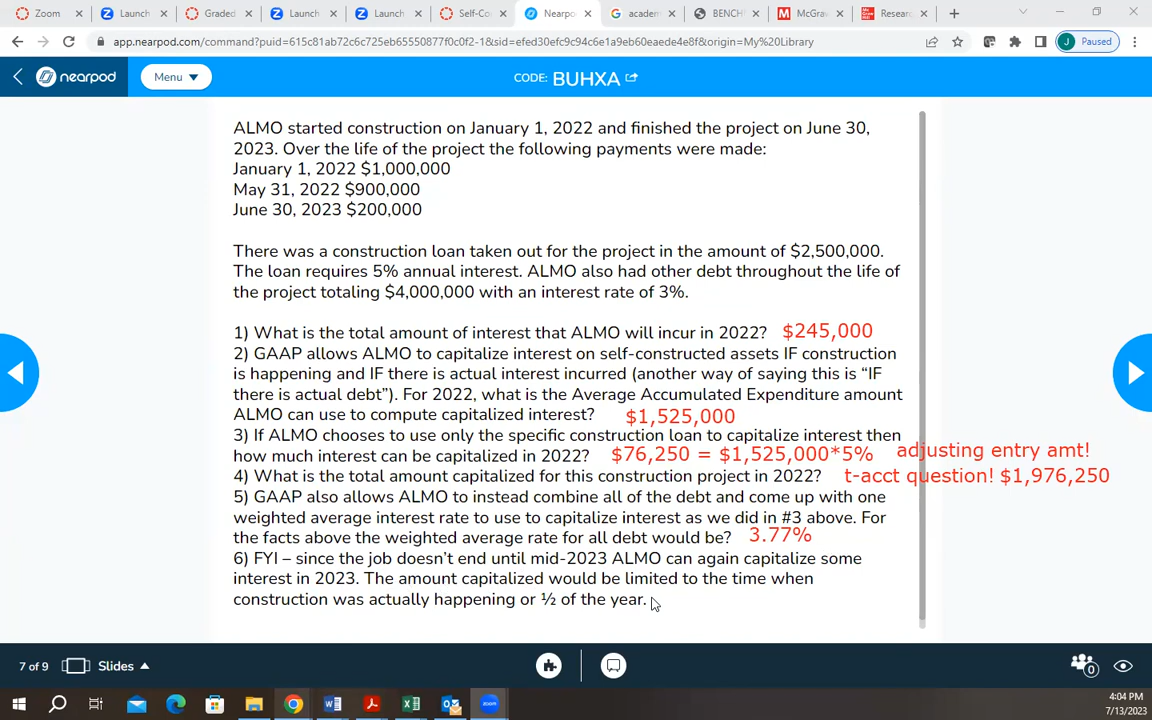 Zoom
Launch
Graded
Launch
Launch
Self-Co
Nearpo
acade
BENCH
McGra
Resear
app.nearpod.com/command?puid=615c81ab72c6c725eb65550877f0c0f2-1&sid=efed30efc9c94c6e1a9eb60eaede4e8f&origin=My%20Library
J Paused
nearpod
Menu
CODE: BUHXA
ALMO started construction on January 1, 2022 and finished the project on June 30,
2023. Over the life of the project the following payments were made:
January 1, 2022 $1,000,000
May 31, 2022 $900,000
June 30, 2023 $200,000
There was a construction loan taken out for the project in the amount of $2,500,000.
The loan requires 5% annual interest. ALMO also had other debt throughout the life of
the project totaling $4,000,000 with an interest rate of 3%.
1) What is the total amount of interest that ALMO will incur in 2022? $245,000
2) GAAP allows ALMO to capitalize interest on self-constructed assets IF construction
is happening and IF there is actual interest incurred (another way of saying this is “IF
there is actual debt”). For 2022, what is the Average Accumulated Expenditure amount
ALMO can use to compute capitalized interest? $1,525,000
3) If ALMO chooses to use only the specific construction loan to capitalize interest then
how much interest can be capitalized in 2022? $76,250 = $1,525,000*5% adjusting entry amt!
4) What is the total amount capitalized for this construction project in 2022? t-acct question! $1,976,250
5) GAAP also allows ALMO to instead combine all of the debt and come up with one
weighted average interest rate to use to capitalize interest as we did in #3 above. For
the facts above the weighted average rate for all debt would be? 3.77%
6) FYI – since the job doesn’t end until mid-2023 ALMO can again capitalize some
interest in 2023. The amount capitalized would be limited to the time when
construction was actually happening or ½ of the year.
7 of 9
Slides
0
4:04 PM
7/13/2023